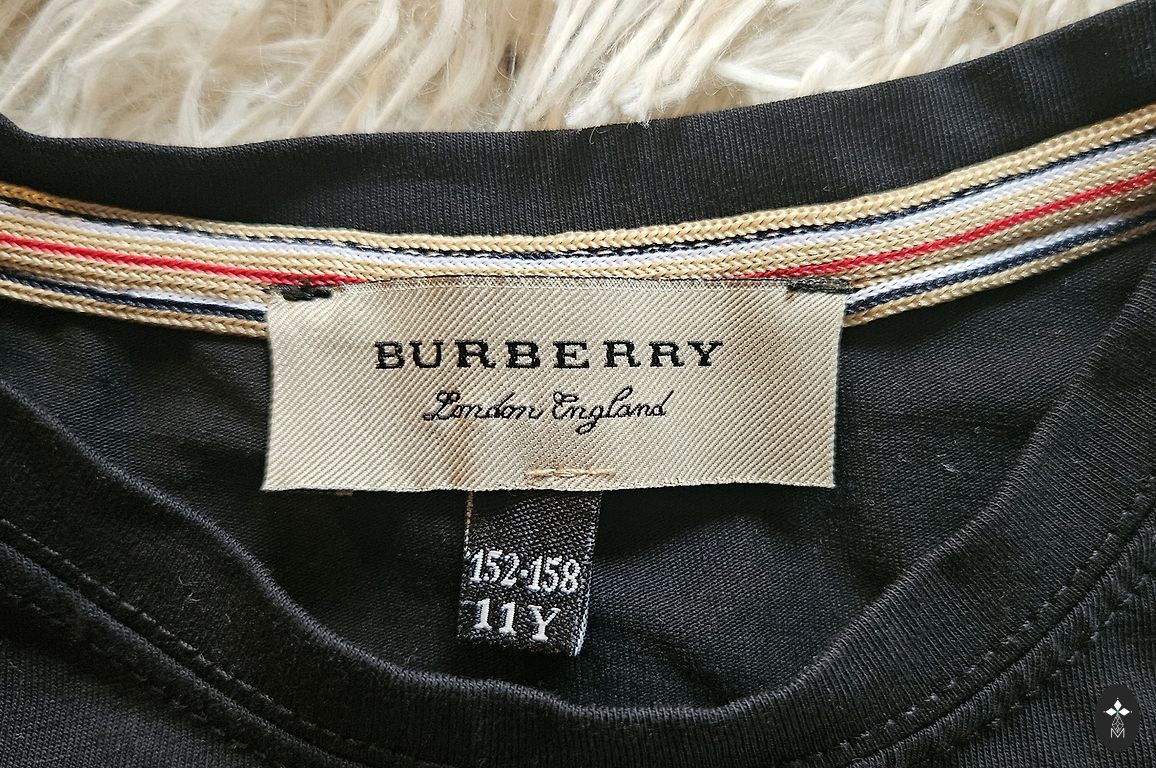 BURBERRY
London England
152-158
11Y
M